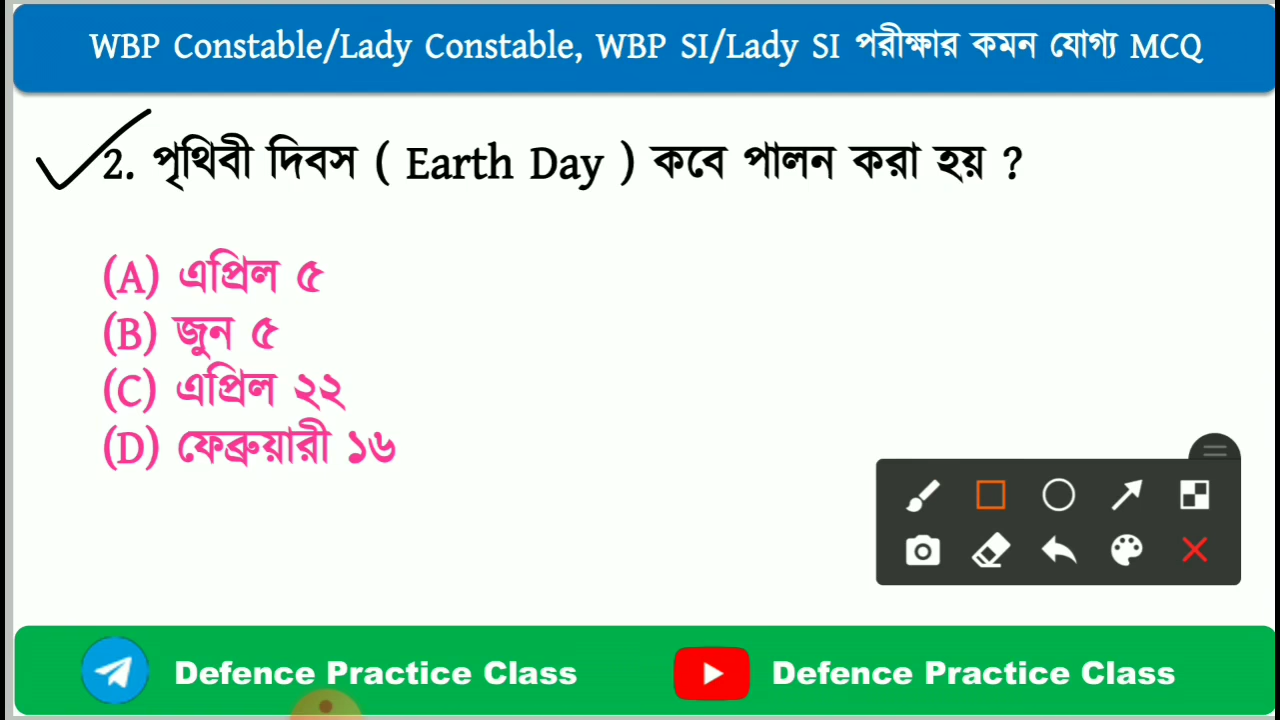 WBP Constable/Lady Constable, WBP SI/Lady SI পরীক্ষার কমন যোগ্য MCQ
2. পৃথিবী দিবস ( Earth Day ) কবে পালন করা হয় ?
(A) এপ্রিল ৫
(B) জুন ৫
(C) এপ্রিল ২২
(D) ফেব্রুয়ারী ১৬
Defence Practice Class Defence Practice Class